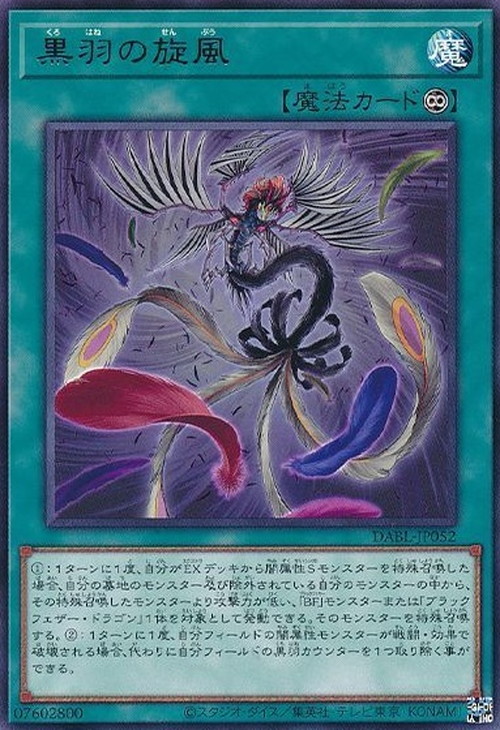 黒羽の旋風
魔
【魔法カード】
DABL-JP052
①：1ターンに1度、自分がEXデッキから闇属性Sモンスターを特殊召喚した
場合、自分の墓地のモンスター及び除外されている自分のモンスターの中から、
その特殊召喚したモンスターより攻撃力が低い、「BF」モンスターまたは「ブラック
フェザー・ドラゴン」1体を対象として発動できる。そのモンスターを特殊召喚
する。②：1ターンに1度、自分フィールドの闇属性モンスターが戦闘・効果で
破壊される場合、代わりに自分フィールドの黒羽カウンターを1つ取り除く事が
できる。
07602800 ©スタジオ・ダイス／集英社・テレビ東京・KONAMI